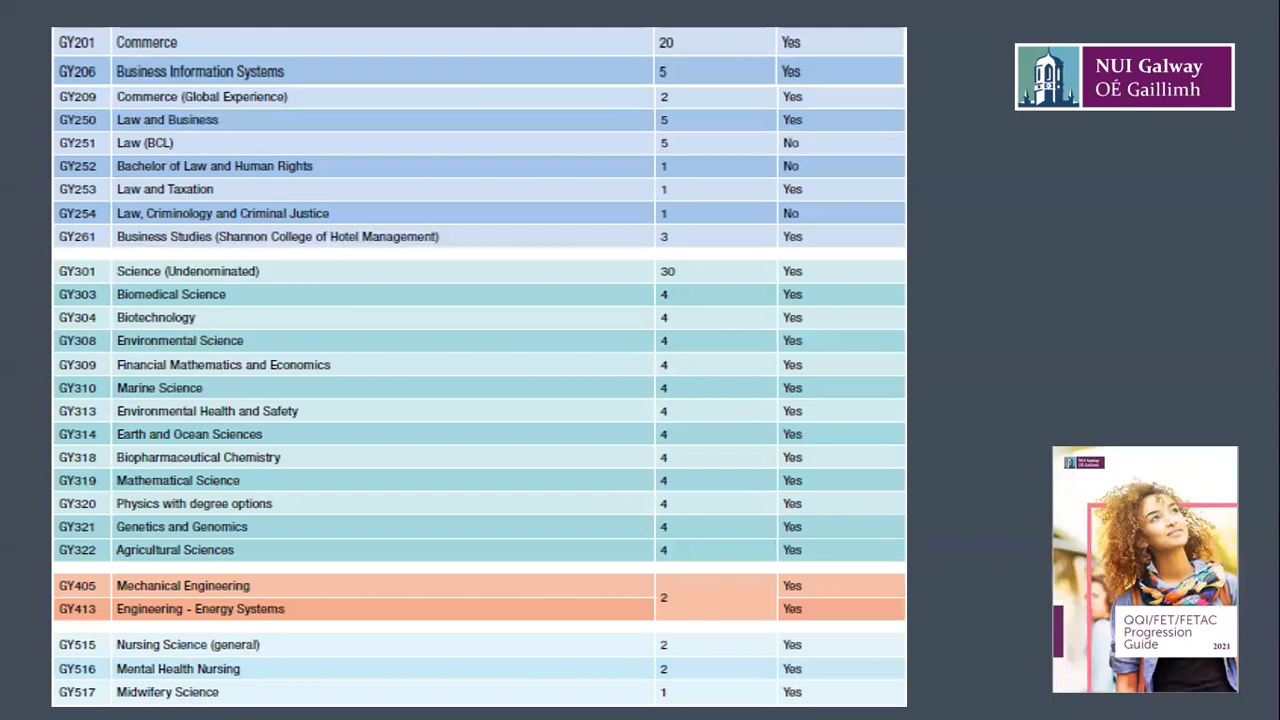 GY201 Commerce 20 Yes
GY206 Business Information Systems 5 Yes
GY209 Commerce (Global Experience) 2 Yes
GY250 Law and Business 5 Yes
GY251 Law (BCL) 5 No
GY252 Bachelor of Law and Human Rights 1 No
GY253 Law and Taxation 1 Yes
GY254 Law, Criminology and Criminal Justice 1 No
GY261 Business Studies (Shannon College of Hotel Management) 3 Yes
GY301 Science (Undenominated) 30 Yes
GY303 Biomedical Science 4 Yes
GY304 Biotechnology 4 Yes
GY308 Environmental Science 4 Yes
GY309 Financial Mathematics and Economics 4 Yes
GY310 Marine Science 4 Yes
GY313 Environmental Health and Safety 4 Yes
GY314 Earth and Ocean Sciences 4 Yes
GY318 Biopharmaceutical Chemistry 4 Yes
GY319 Mathematical Science 4 Yes
GY320 Physics with degree options 4 Yes
GY321 Genetics and Genomics 4 Yes
GY322 Agricultural Sciences 4 Yes
GY405 Mechanical Engineering 2 Yes
GY413 Engineering - Energy Systems Yes
GY515 Nursing Science (general) 2 Yes
GY516 Mental Health Nursing 2 Yes
GY517 Midwifery Science 1 Yes
NUI Galway
OÉ Gaillimh
NUI Galway
OÉ Gaillimh
QQI/FET/FETAC
Progression
Guide 2021